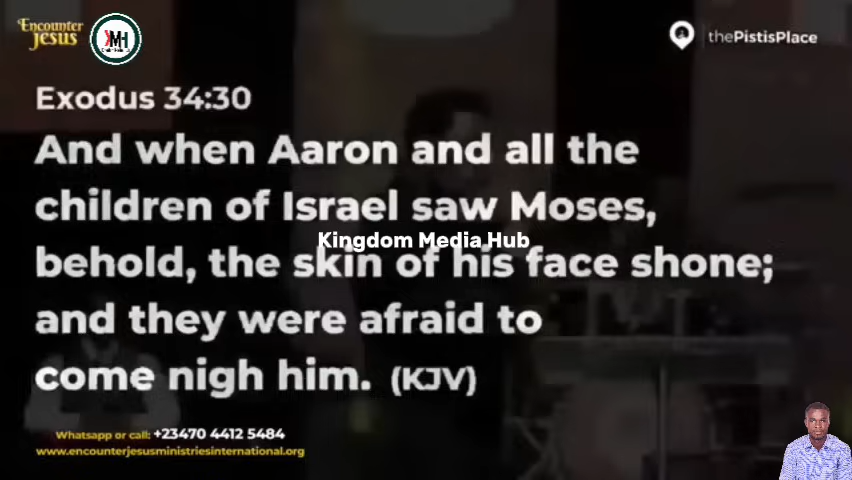 Encounter
Jesus
KMH
thePistisPlace
Exodus 34:30
And when Aaron and all the
children of Israel saw Moses,
Kingdom Media Hub
behold, the skin of his face shone;
and they were afraid to
come nigh him. (KJV)
Whatsapp or call: +23470 4412 5484
www.encounterjesusministriesinternational.org